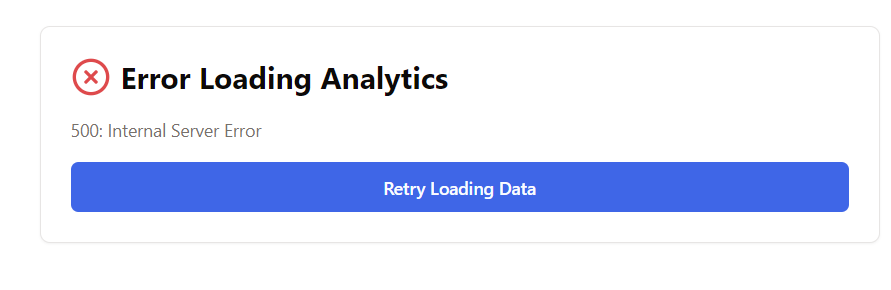 Error Loading Analytics
500: Internal Server Error
Retry Loading Data